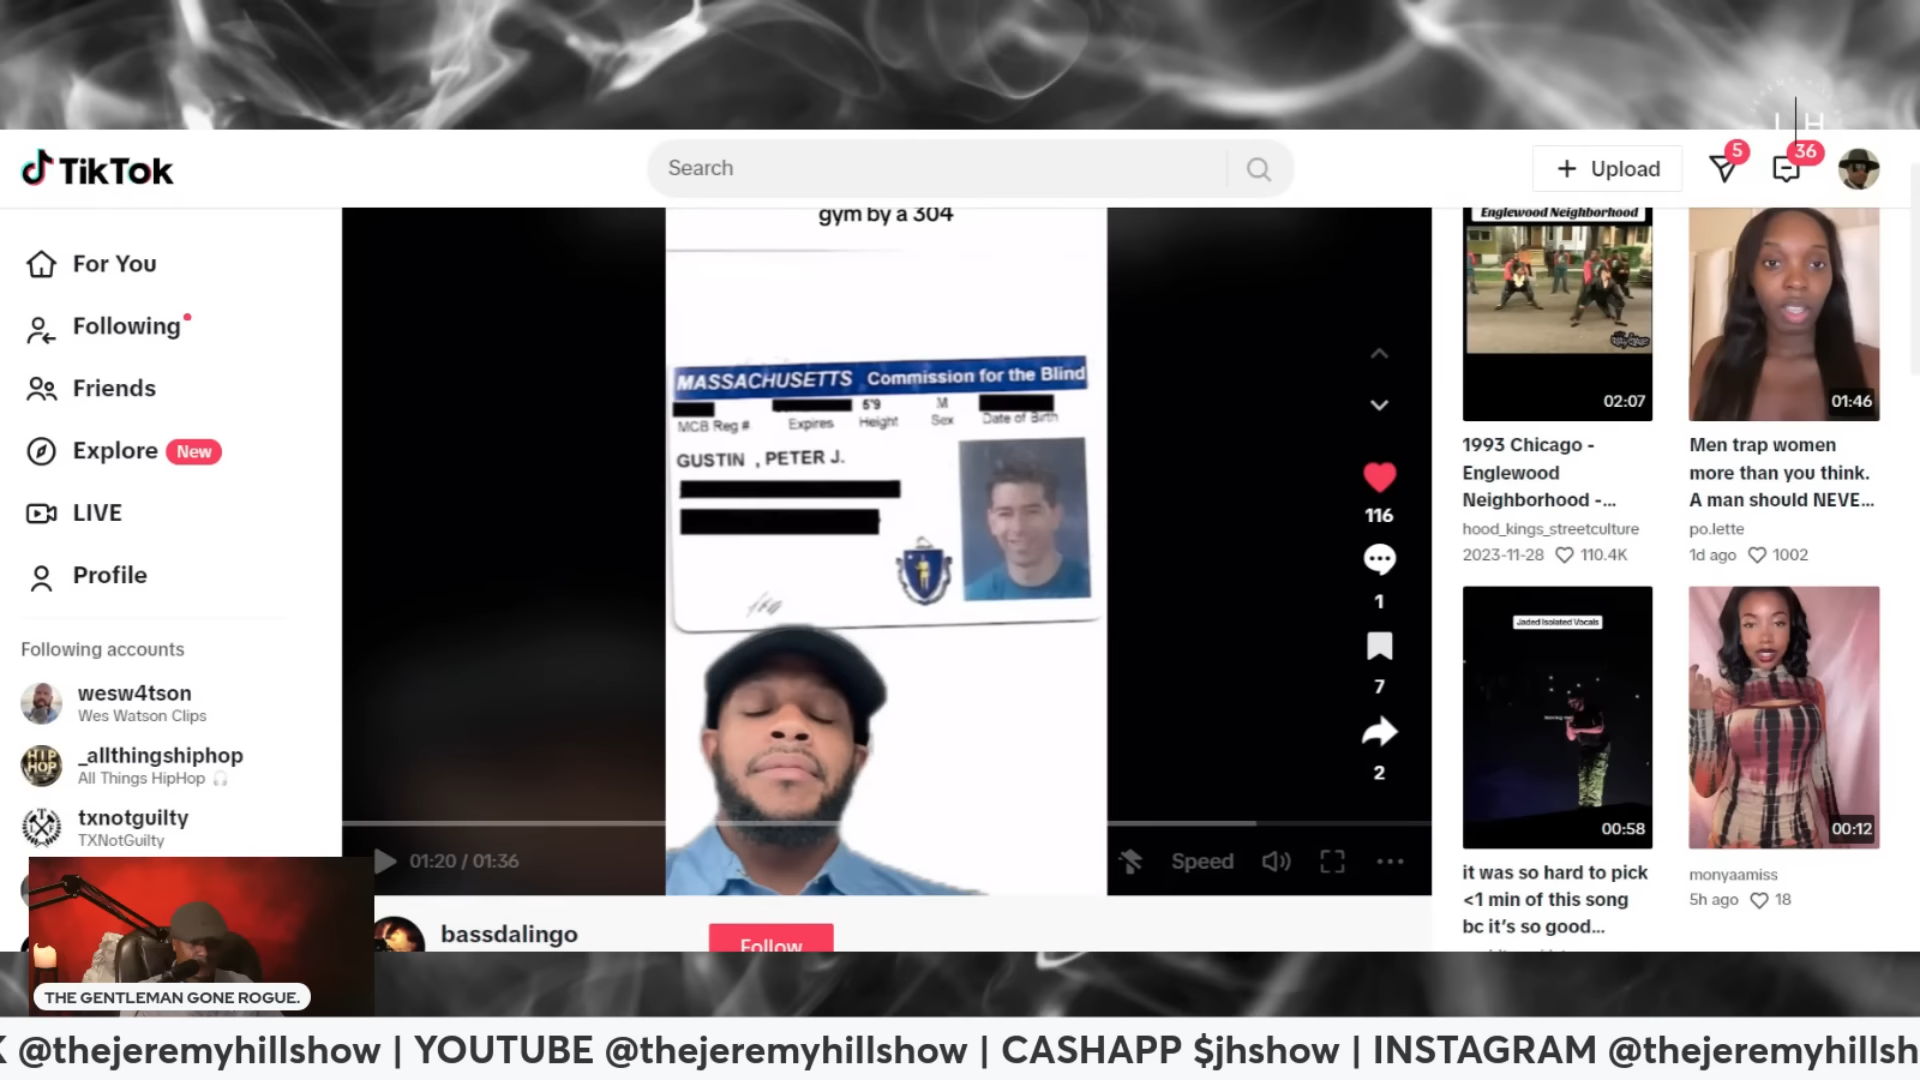 L H
TikTok
Search
Upload
5
36
For You
Following
Friends
Explore New
LIVE
Profile
Following accounts
wesw4tson
Wes Watson Clips
_allthingshiphop
All Things HipHop
HIP HOP
txnotguilty
TXNotGuilty
gym by a 304
MASSACHUSETTS Commission for the Blind
5'9 M
MCB Reg # Expires Height Sex Date of Birth
GUSTIN , PETER J.
116
1
7
2
01:20 / 01:36
Speed
bassdalingo
Follow
Englewood Neighborhood
02:07
1993 Chicago -
Englewood
Neighborhood -...
hood_kings_streetculture
2023-11-28 110.4K
01:46
Men trap women
more than you think.
A man should NEVE...
po.lette
1d ago 1002
Jaded Isolated Vocals
00:58
it was so hard to pick
<1 min of this song
bc it's so good...
00:12
monyaamiss
5h ago 18
THE GENTLEMAN GONE ROGUE.
K @thejeremyhillshow | YOUTUBE @thejeremyhillshow | CASHAPP $jhshow | INSTAGRAM @thejeremyhillsh